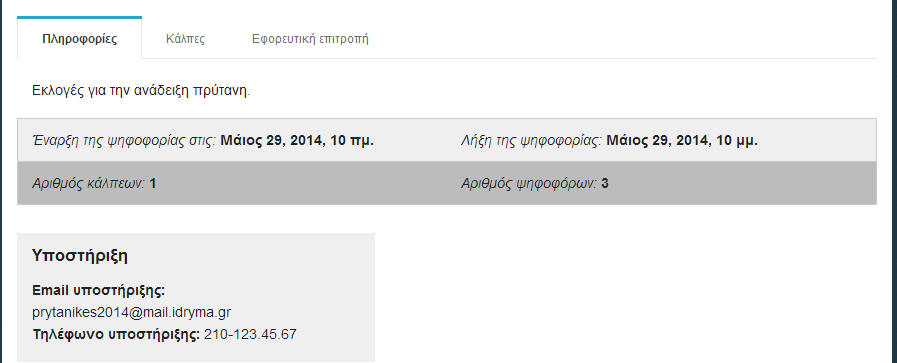 Πληροφορίες Κάλπες Εφορευτική επιτροπή
Εκλογές για την ανάδειξη πρύτανη.
Έναρξη της ψηφοφορίας στις: Μάιος 29, 2014, 10 πμ. Λήξη της ψηφοφορίας: Μάιος 29, 2014, 10 μμ.
Αριθμός κάλπεων: 1 Αριθμός ψηφοφόρων: 3
Υποστήριξη
Email υποστήριξης:
prytanikes2014@mail.idryma.gr
Τηλέφωνο υποστήριξης: 210-123.45.67